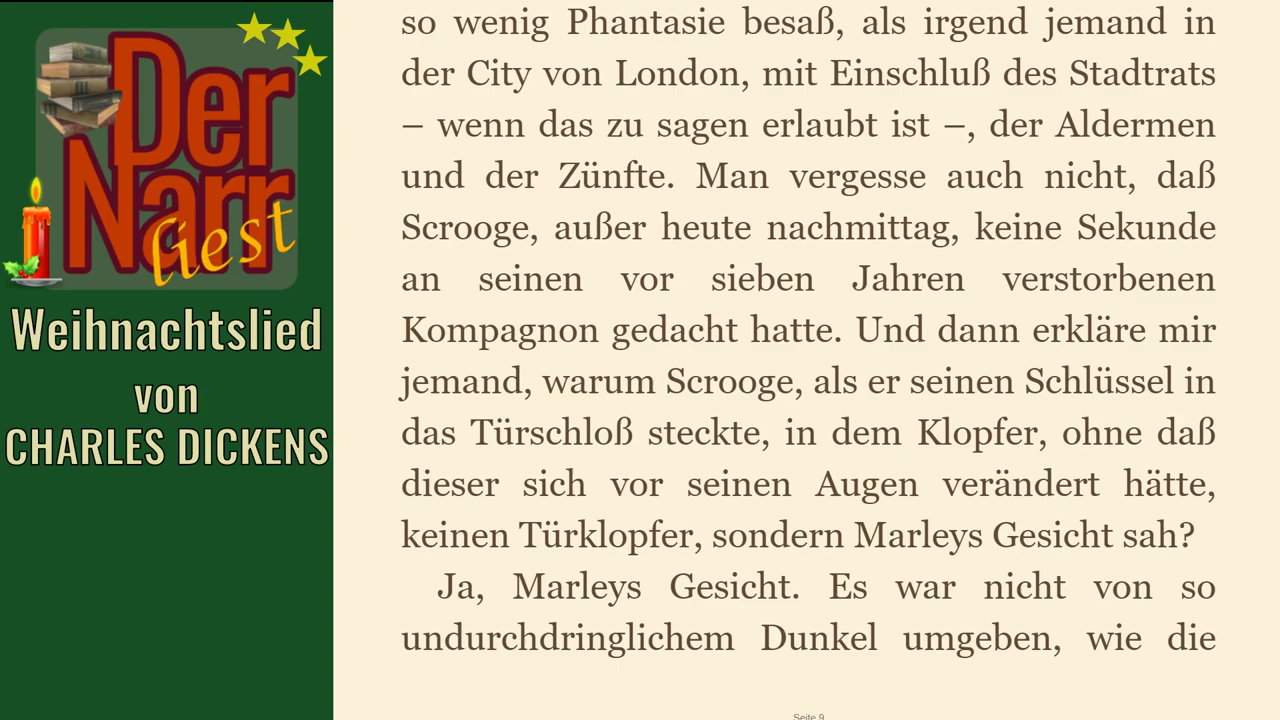 Der
Narr
liest
Weihnachtslied
von
CHARLES DICKENS
so wenig Phantasie besaß, als irgend jemand in
der City von London, mit Einschluß des Stadtrats
– wenn das zu sagen erlaubt ist –, der Aldermen
und der Zünfte. Man vergesse auch nicht, daß
Scrooge, außer heute nachmittag, keine Sekunde
an seinen vor sieben Jahren verstorbenen
Kompagnon gedacht hatte. Und dann erkläre mir
jemand, warum Scrooge, als er seinen Schlüssel in
das Türschloß steckte, in dem Klopfer, ohne daß
dieser sich vor seinen Augen verändert hätte,
keinen Türklopfer, sondern Marleys Gesicht sah?
Ja, Marleys Gesicht. Es war nicht von so
undurchdringlichem Dunkel umgeben, wie die
Seite 9